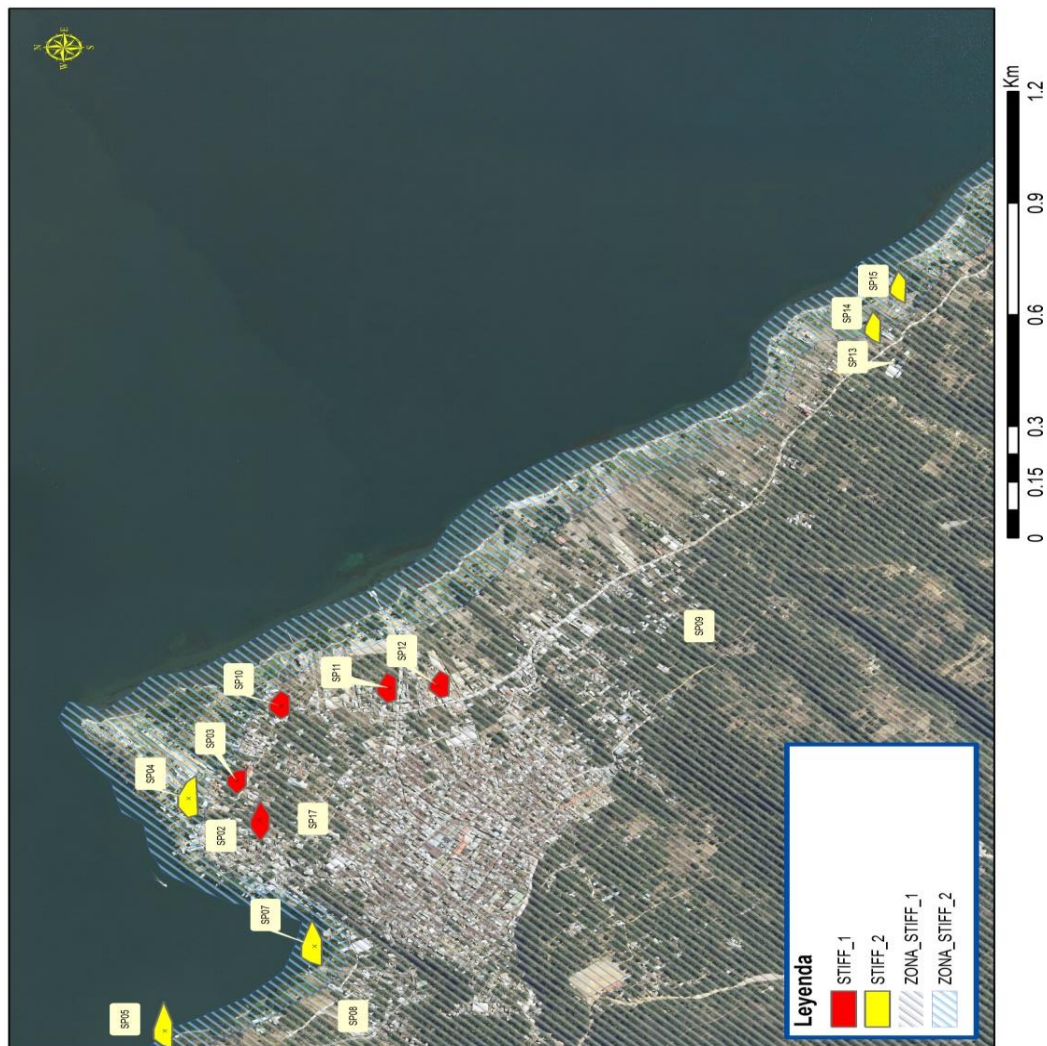 N
E
W
S
SP05
SP04
SP03
SP02
SP10
SP07
SP17
SP11
SP08
SP12
SP15
SP14
SP13
SP09
Leyenda
STIFF_1
STIFF_2
ZONA_STIFF_1
ZONA_STIFF_2
Km
0 0.15 0.3 0.6 0.9 1.2